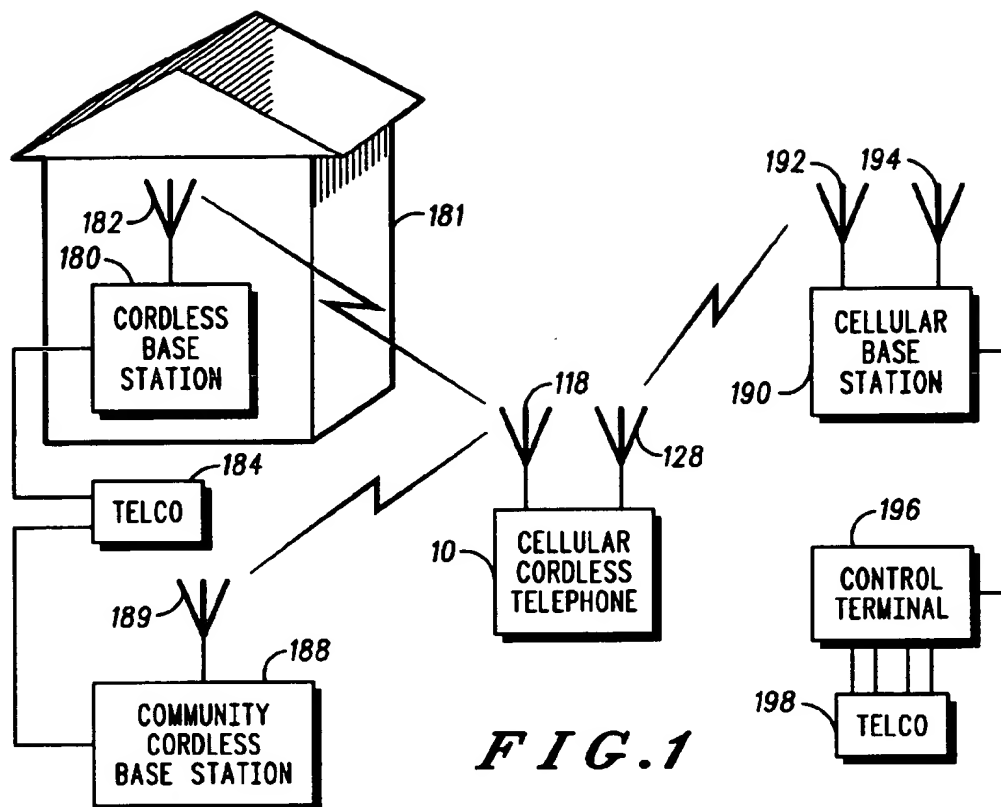 182
180
CORDLESS
BASE
STATION
181
192
194
CELLULAR
BASE
STATION
190
118
128
184
TELCO
10
CELLULAR
CORDLESS
TELEPHONE
196
CONTROL
TERMINAL
189
188
COMMUNITY
CORDLESS
BASE STATION
198
TELCO
FIG.1